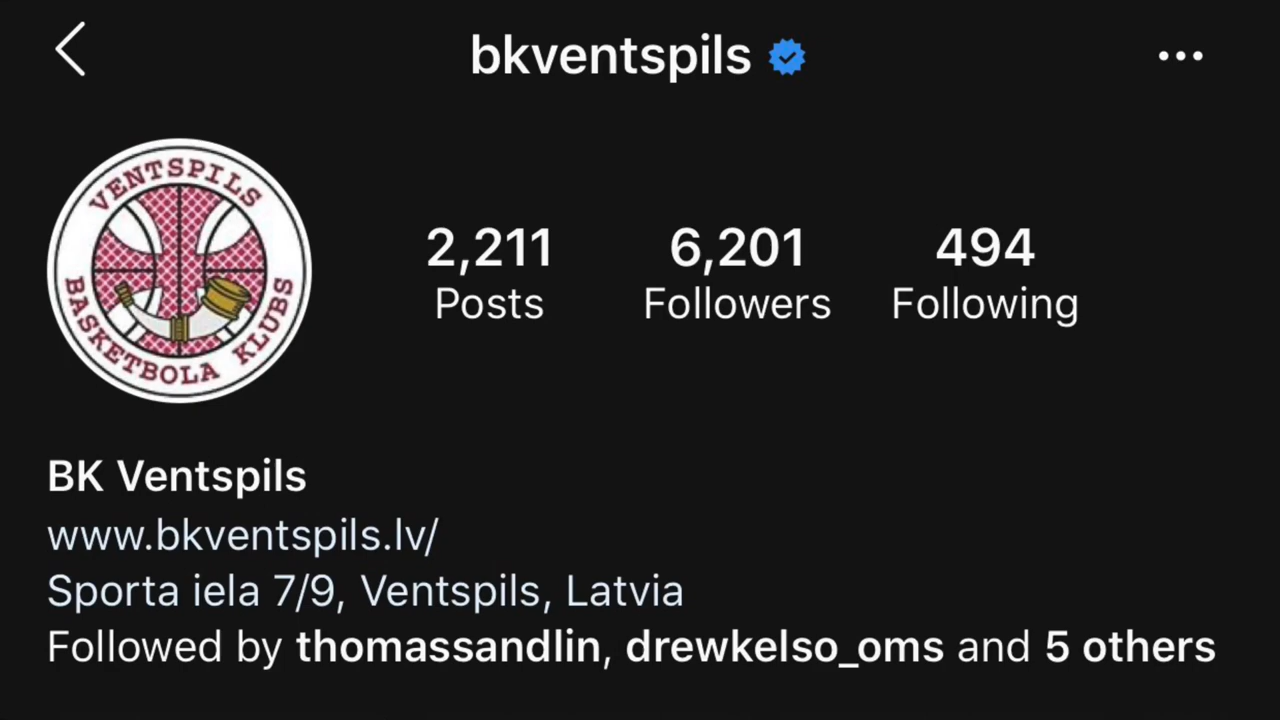 bkventspils
VENTSPILS
BASKETBOLA KLUBS
2,211 6,201 494
Posts Followers Following
BK Ventspils
www.bkventspils.lv/
Sporta iela 7/9, Ventspils, Latvia
Followed by thomassandlin, drewkelso_oms and 5 others